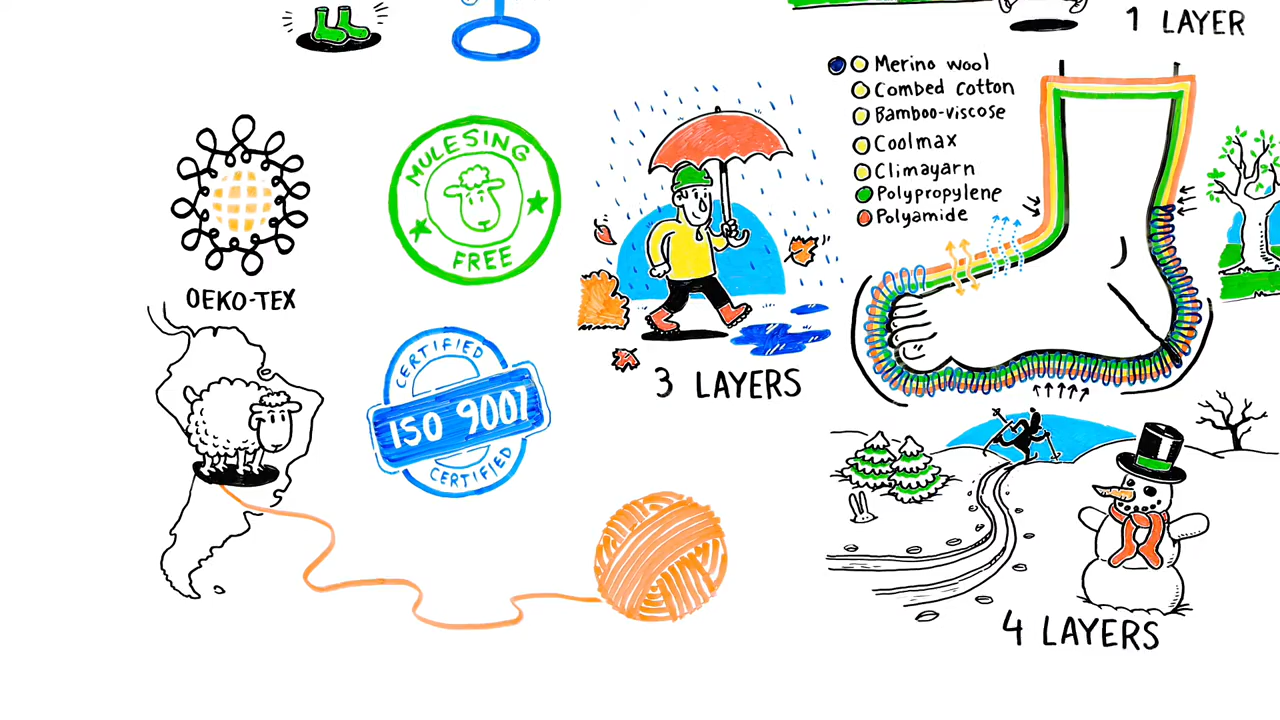 1 LAYER
Merino wool
Combed cotton
Bamboo-viscose
Coolmax
Climayarn
Polypropylene
Polyamide
MULESING
FREE
OEKO-TEX
3 LAYERS
CERTIFIED
ISO 9001
CERTIFIED
4 LAYERS